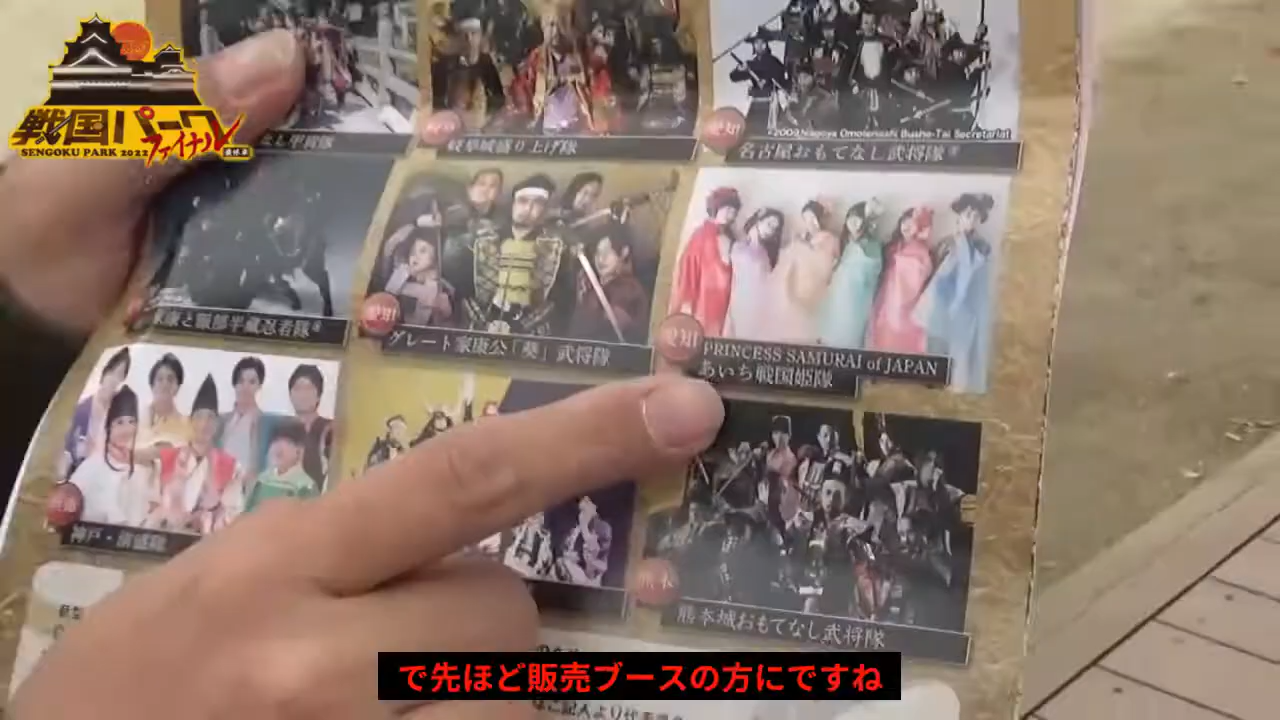 戦国パーク
ファイナル
SENGOKU PARK 2022
岐阜城盛り上げ隊
愛知
©2009 Nagoya Omotenashi Busho-Tai Secretariat
名古屋おもてなし武将隊®
家康と服部半蔵忍者隊®
愛知
グレート家康公「葵」武将隊
愛知
PRINCESS SAMURAI of JAPAN
あいち戦国姫隊
神戸・清盛隊
熊本
熊本城おもてなし武将隊
で先ほど販売ブースの方にですね